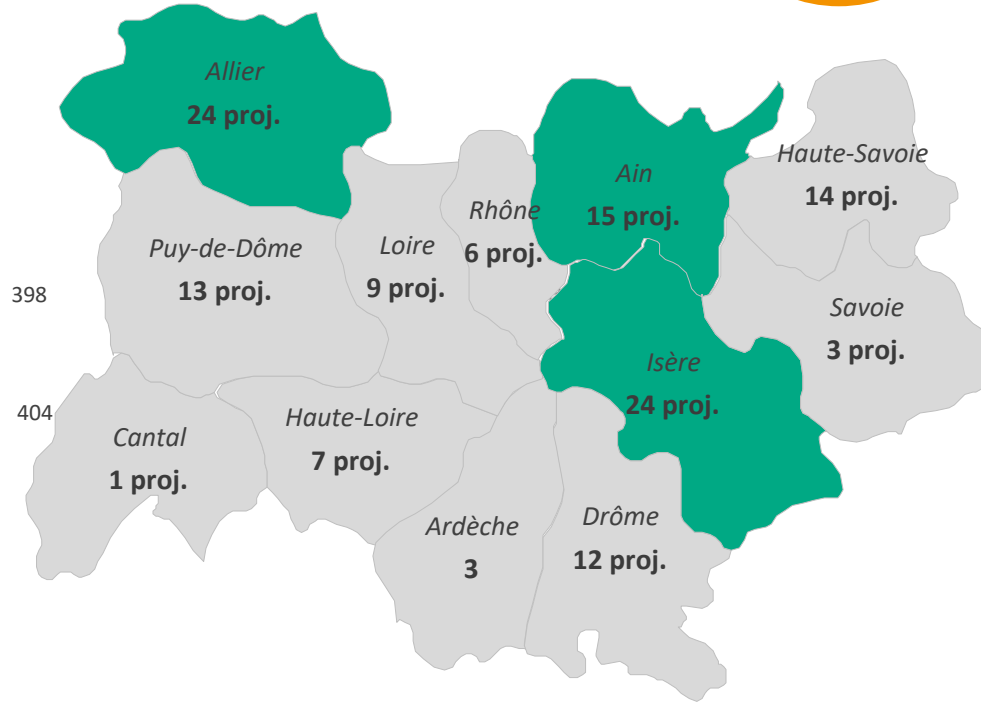 Allier
24 proj.
Ain
15 proj.
Haute-Savoie
14 proj.
Rhône
6 proj.
Puy-de-Dôme
13 proj.
Loire
9 proj.
398
Savoie
3 proj.
Isère
24 proj.
404
Cantal
1 proj.
Haute-Loire
7 proj.
Ardèche
3
Drôme
12 proj.